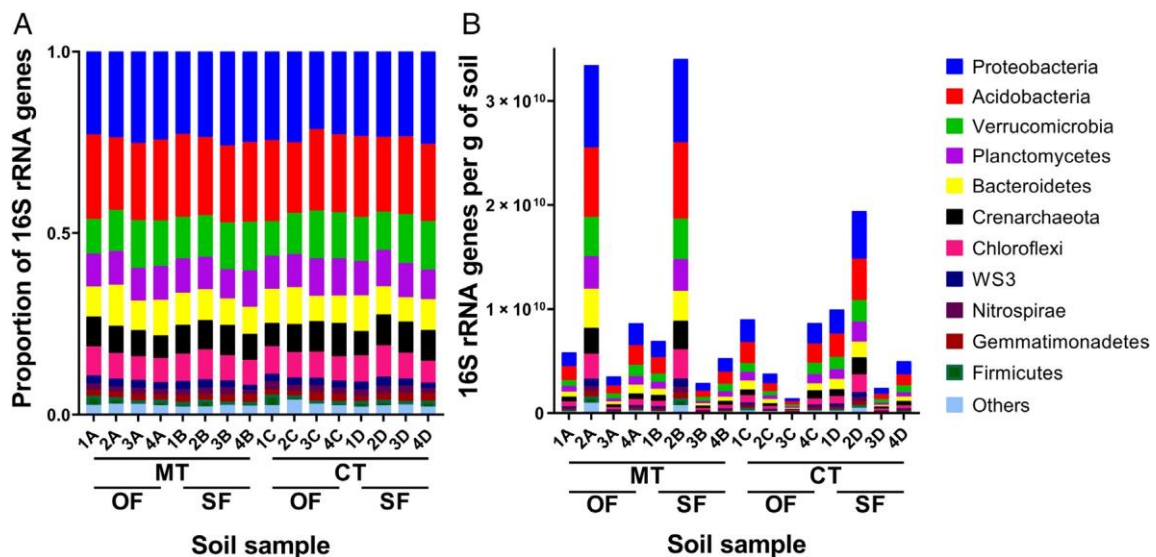 A
Proportion of 16S rRNA genes
1.0
0.5
0.0
1A 2A 3A 4A 1B 2B 3B 4B 1C 2C 3C 4C 1D 2D 3D 4D
MT CT
OF SF OF SF
Soil sample
B
16S rRNA genes per g of soil
3 × 10¹⁰
2 × 10¹⁰
1 × 10¹⁰
0
1A 2A 3A 4A 1B 2B 3B 4B 1C 2C 3C 4C 1D 2D 3D 4D
MT CT
OF SF OF SF
Soil sample
Proteobacteria
Acidobacteria
Verrucomicrobia
Planctomycetes
Bacteroidetes
Crenarchaeota
Chloroflexi
WS3
Nitrospirae
Gemmatimonadetes
Firmicutes
Others